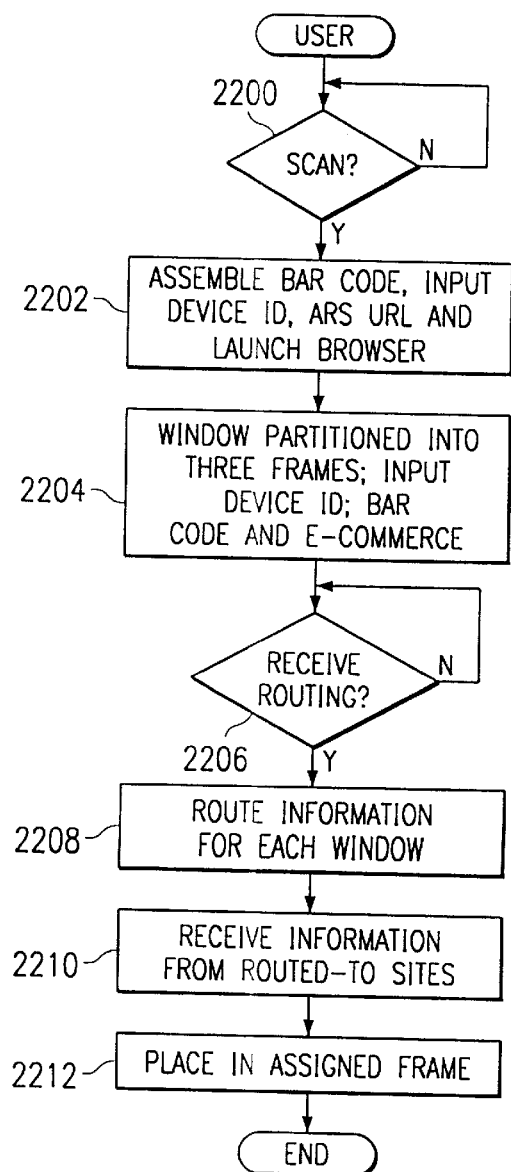 USER
2200
SCAN?
N
Y
2202
ASSEMBLE BAR CODE, INPUT
DEVICE ID, ARS URL AND
LAUNCH BROWSER
2204
WINDOW PARTITIONED INTO
THREE FRAMES; INPUT
DEVICE ID; BAR
CODE AND E-COMMERCE
RECEIVE
ROUTING?
N
2206
Y
2208
ROUTE INFORMATION
FOR EACH WINDOW
2210
RECEIVE INFORMATION
FROM ROUTED-TO SITES
2212
PLACE IN ASSIGNED FRAME
END